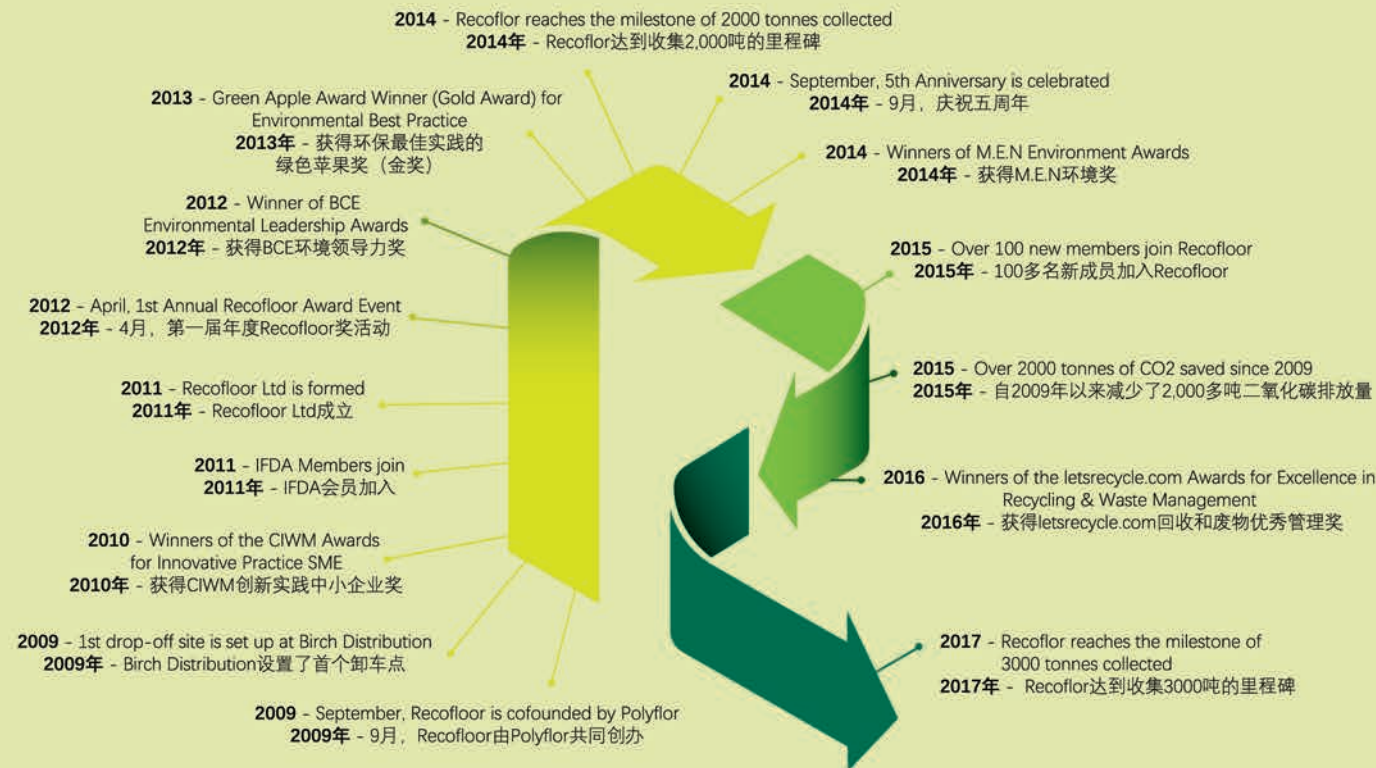 2014 - Recoflor reaches the milestone of 2000 tonnes collected
2014年 - Recoflor达到收集2,000吨的里程碑
2014 - September, 5th Anniversary is celebrated
2014年 - 9月，庆祝五周年
2013 - Green Apple Award Winner (Gold Award) for
Environmental Best Practice
2013年 - 获得环保最佳实践的
绿色苹果奖（金奖）
2014 - Winners of M.E.N Environment Awards
2014年 - 获得M.E.N环境奖
2012 - Winner of BCE
Environmental Leadership Awards
2012年 - 获得BCE环境领导力奖
2015 - Over 100 new members join Recofloor
2015年 - 100多名新成员加入Recofloor
2012 - April, 1st Annual Recofloor Award Event
2012年 - 4月，第一届年度Recofloor奖活动
2015 - Over 2000 tonnes of CO2 saved since 2009
2015年 - 自2009年以来减少了2,000多吨二氧化碳排放量
2011 - Recofloor Ltd is formed
2011年 - Recofloor Ltd成立
2011 - IFDA Members join
2011年 - IFDA会员加入
2016 - Winners of the letsrecycle.com Awards for Excellence in
Recycling & Waste Management
2016年 - 获得letsrecycle.com回收和废物优秀管理奖
2010 - Winners of the CIWM Awards
for Innovative Practice SME
2010年 - 获得CIWM创新实践中小企业奖
2009 - 1st drop-off site is set up at Birch Distribution
2009年 - Birch Distribution设置了首个卸车点
2017 - Recoflor reaches the milestone of
3000 tonnes collected
2017年 - Recoflor达到收集3000吨的里程碑
2009 - September, Recofloor is cofounded by Polyflor
2009年 - 9月，Recofloor由Polyflor共同创办